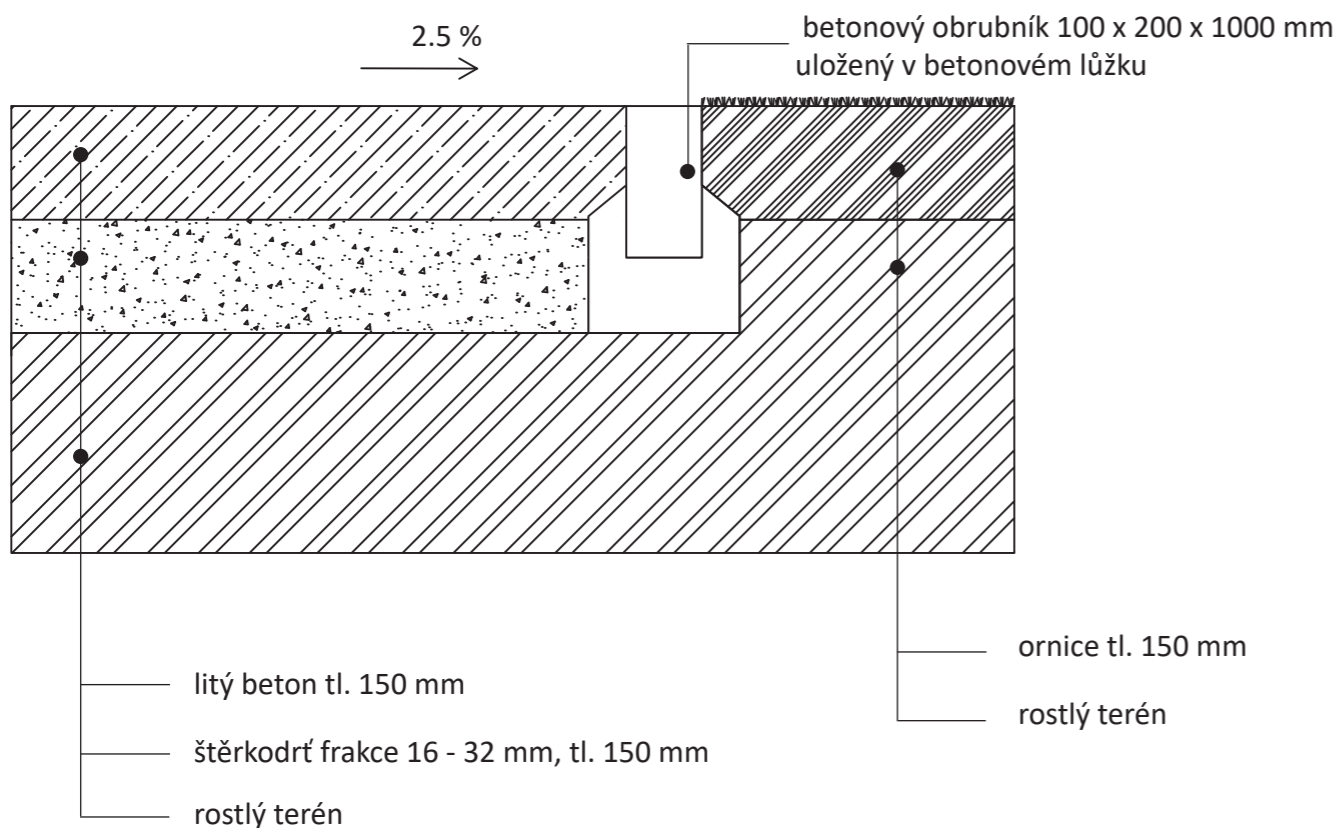 2.5 %
betonový obrubník 100 x 200 x 1000 mm
uložený v betonovém lůžku
litý beton tl. 150 mm
štěrkodrť frakce 16 - 32 mm, tl. 150 mm
rostlý terén
ornice tl. 150 mm
rostlý terén